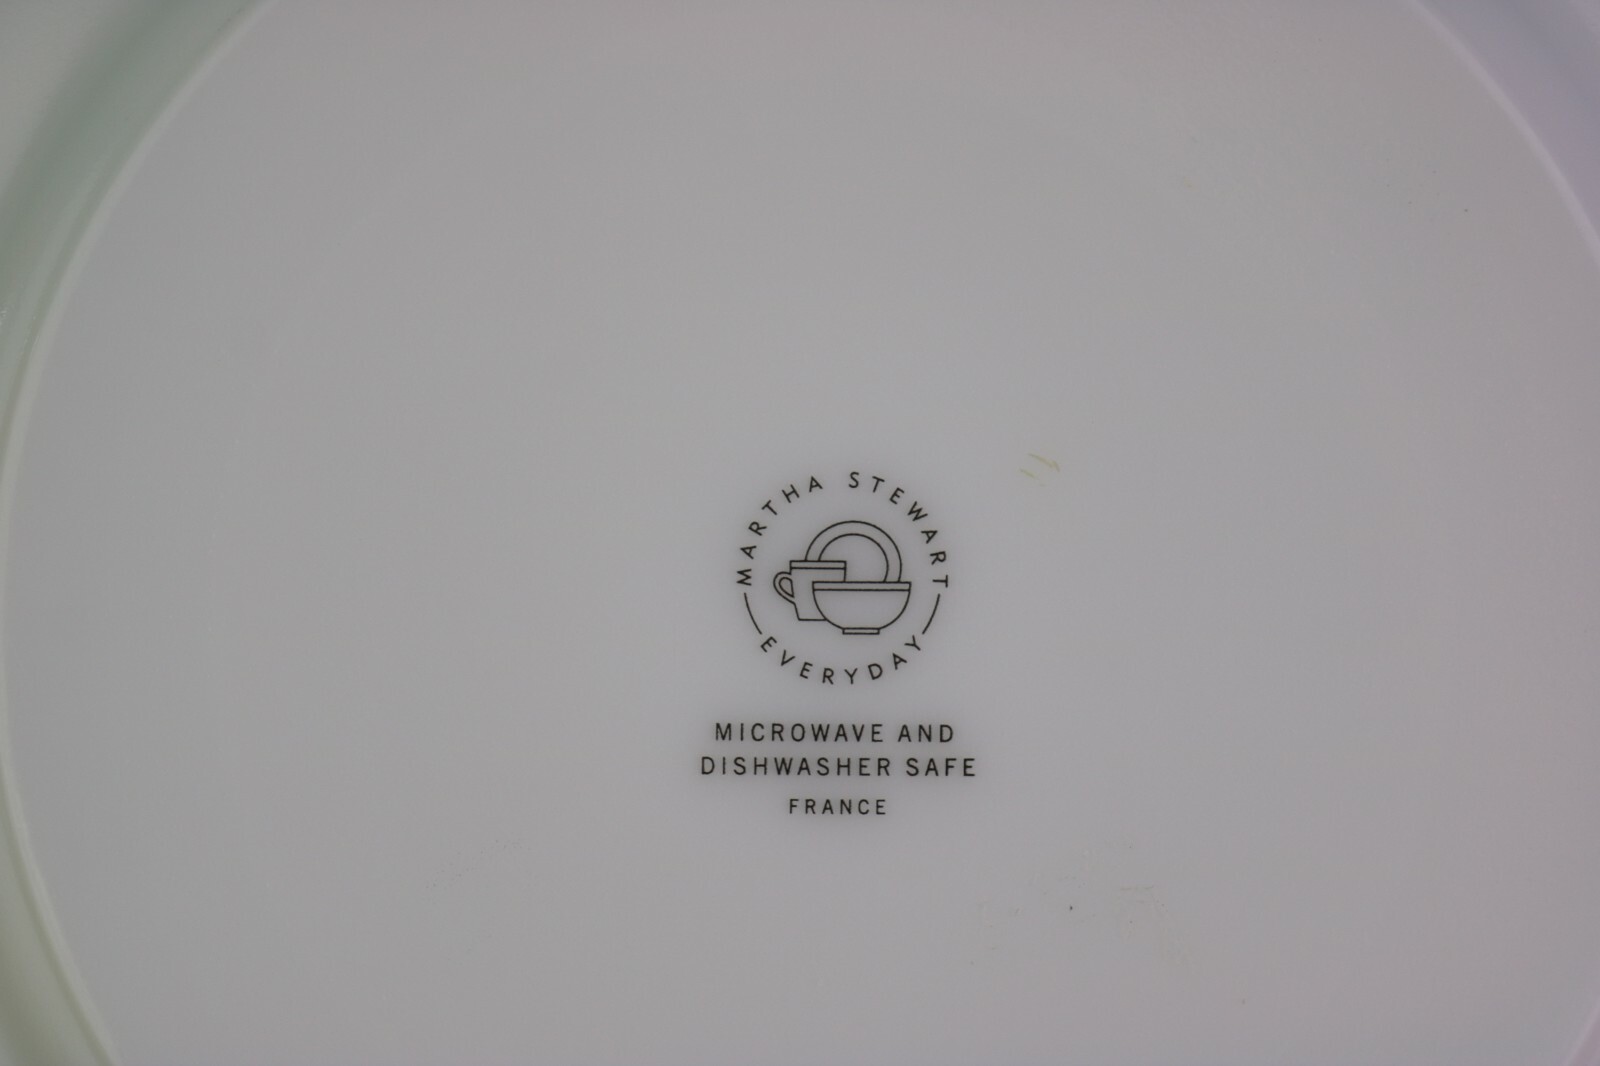 MARTHA STEWART
EVERYDAY
MICROWAVE AND
DISHWASHER SAFE
FRANCE